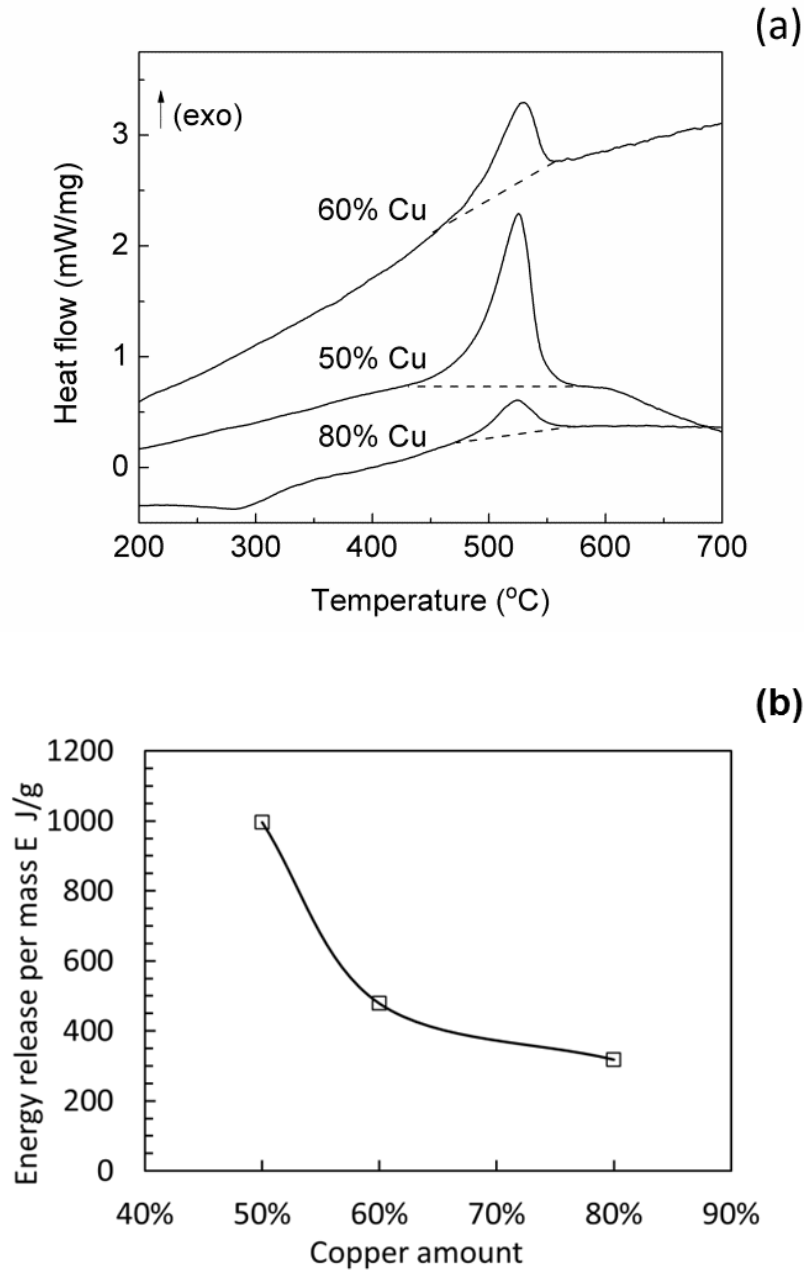 (a)
(exo)
3
2
1
0
Heat flow (mW/mg)
60% Cu
50% Cu
80% Cu
200 300 400 500 600 700
Temperature (°C)
(b)
1200
1000
800
600
400
200
0
Energy release per mass E J/g
40% 50% 60% 70% 80% 90%
Copper amount